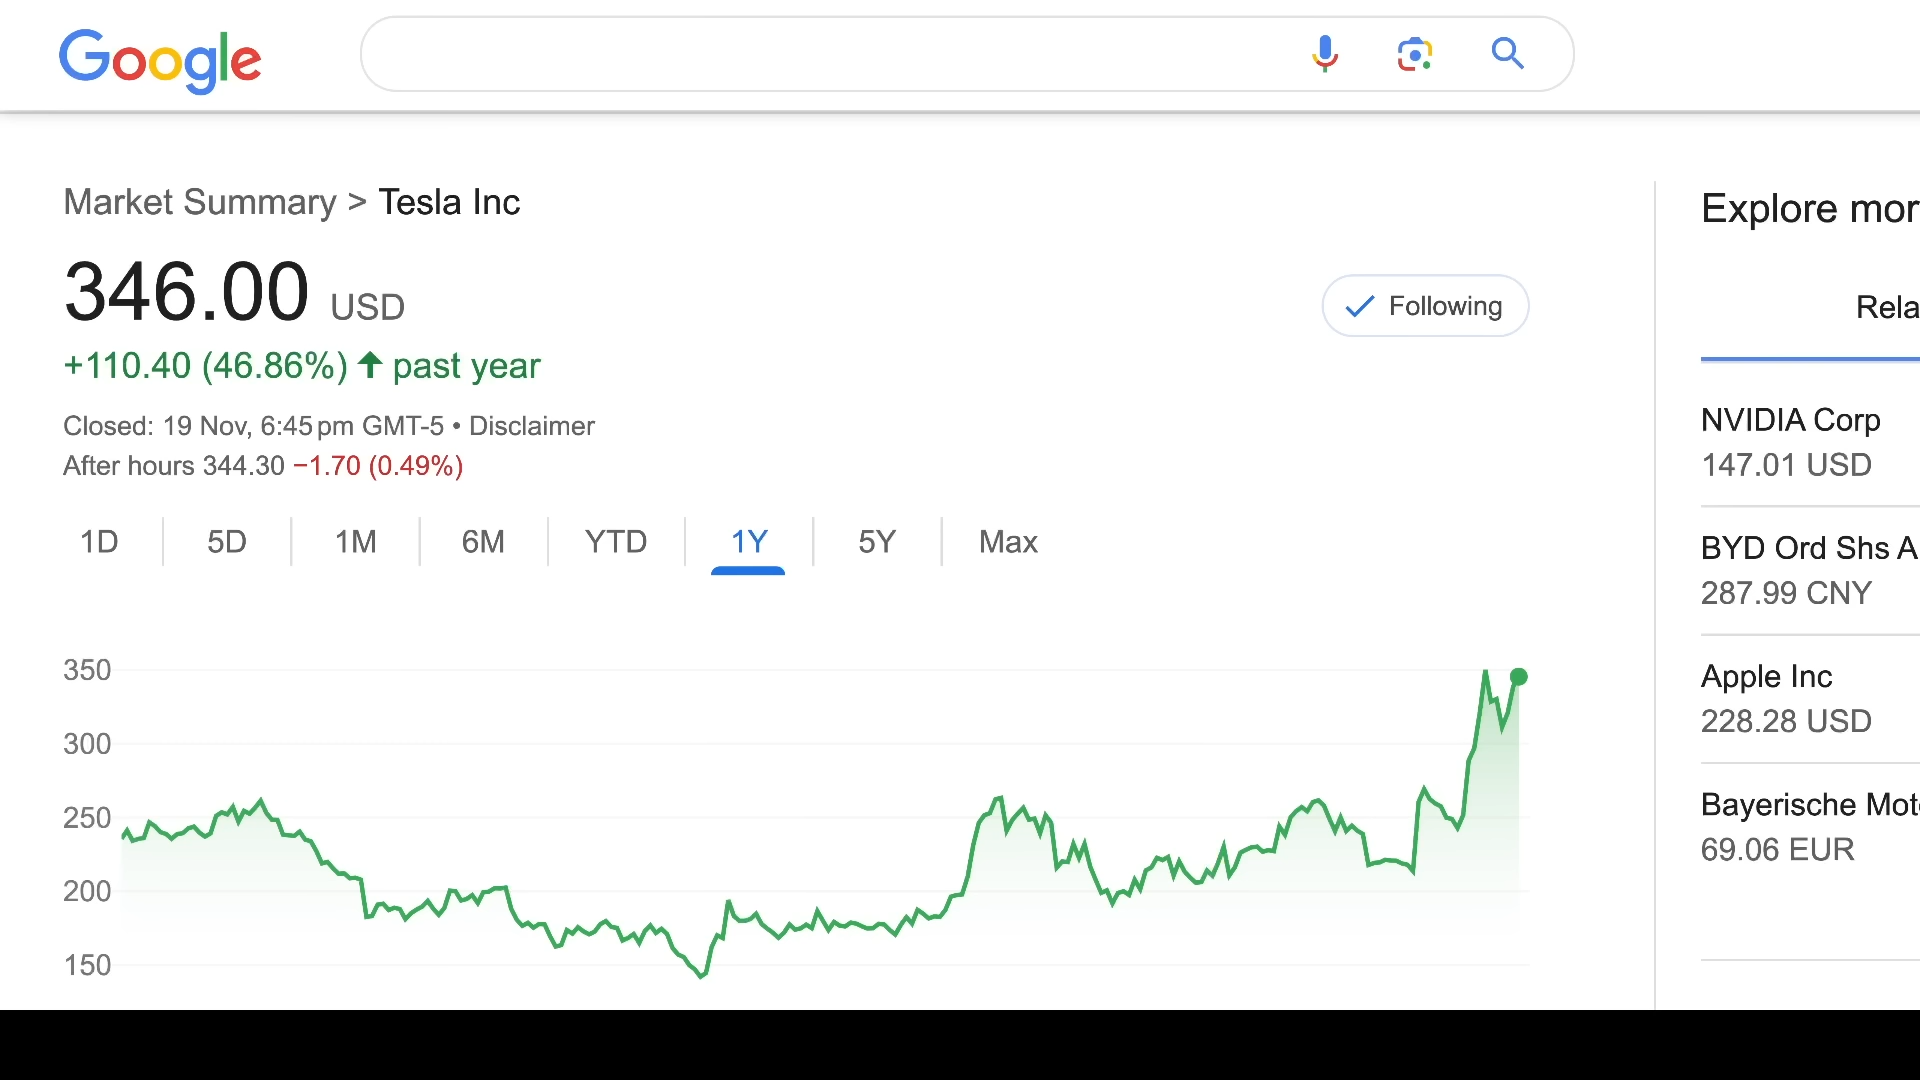 Google
Market Summary > Tesla Inc
346.00 USD
+110.40 (46.86%) ↑ past year
Following
Closed: 19 Nov, 6:45 pm GMT-5 • Disclaimer
After hours 344.30 −1.70 (0.49%)
1D 5D 1M 6M YTD 1Y 5Y Max
350
300
250
200
150
Explore mor
Rela
NVIDIA Corp
147.01 USD
BYD Ord Shs A
287.99 CNY
Apple Inc
228.28 USD
Bayerische Mot
69.06 EUR